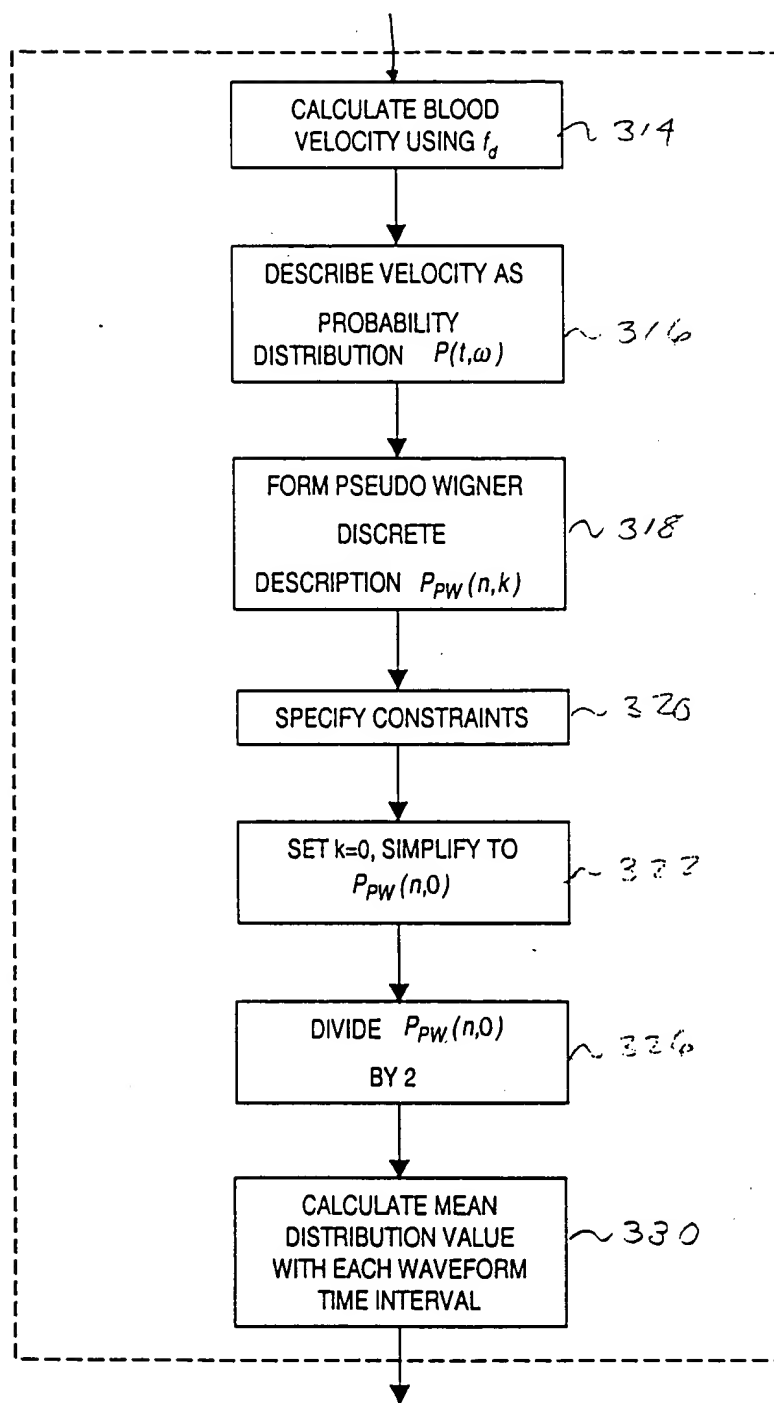 CALCULATE BLOOD
VELOCITY USING f_d
314
DESCRIBE VELOCITY AS
PROBABILITY
DISTRIBUTION P(t,ω)
316
FORM PSEUDO WIGNER
DISCRETE
DESCRIPTION P_PW(n,k)
318
SPECIFY CONSTRAINTS
320
SET k=0, SIMPLIFY TO
P_PW(n,0)
322
DIVIDE P_PW(n,0)
BY 2
326
CALCULATE MEAN
DISTRIBUTION VALUE
WITH EACH WAVEFORM
TIME INTERVAL
330